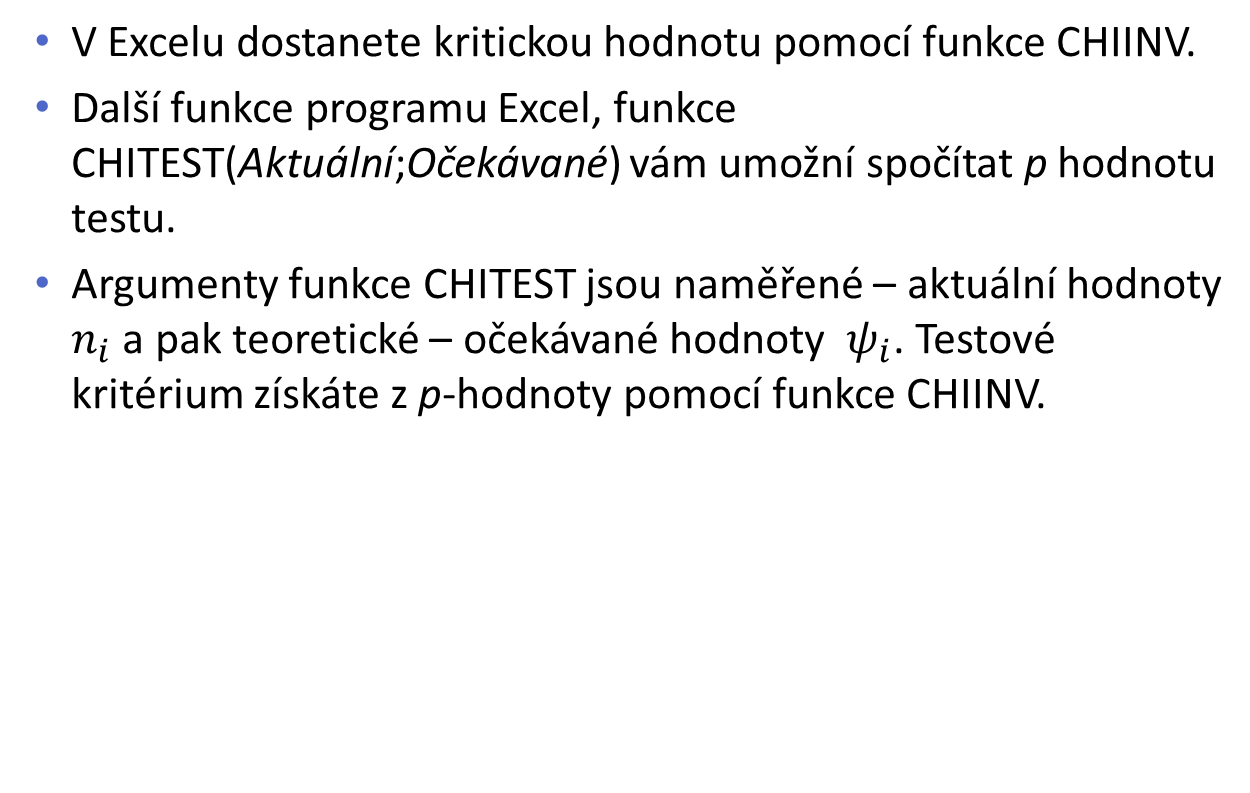 • V Excelu dostanete kritickou hodnotu pomocí funkce CHIINV.
• Další funkce programu Excel, funkce
CHITEST(Aktuální;Očekávané) vám umožní spočítat p hodnotu
testu.
• Argumenty funkce CHITEST jsou naměřené – aktuální hodnoty
nᵢ a pak teoretické – očekávané hodnoty ψᵢ. Testové
kritérium získáte z p-hodnoty pomocí funkce CHIINV.